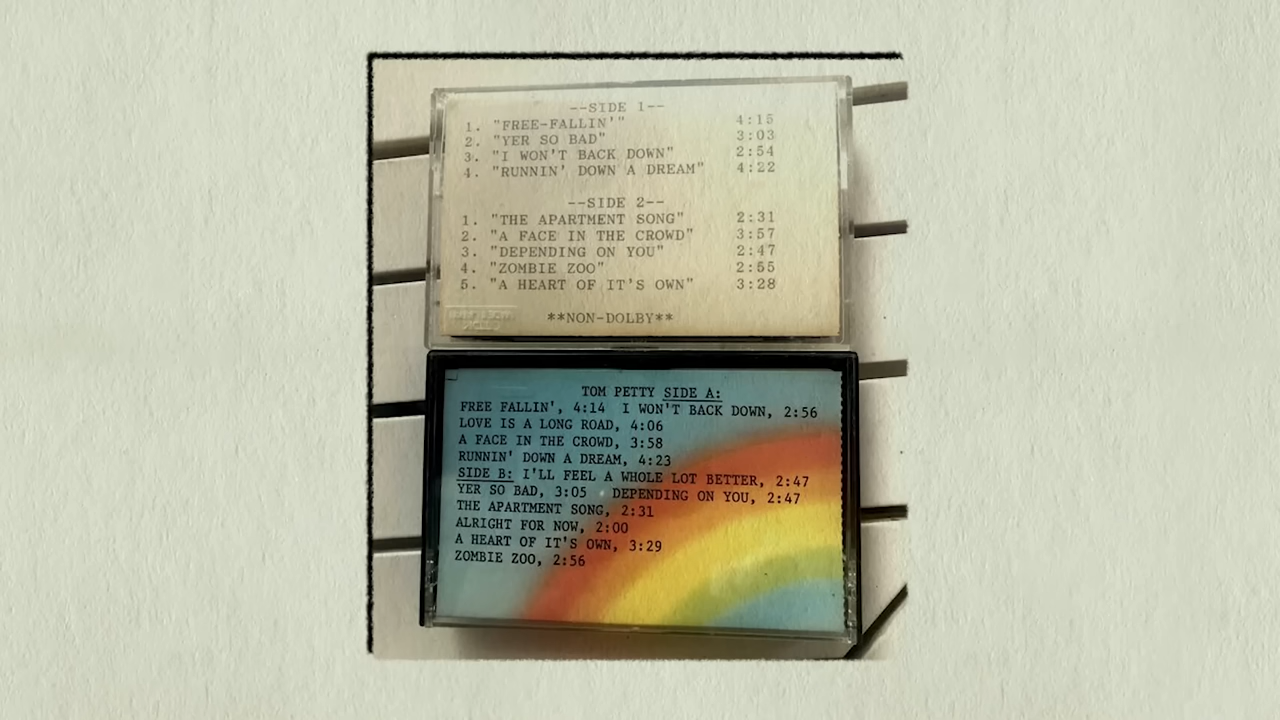 --SIDE 1--
1. "FREE-FALLIN'" 4:15
2. "YER SO BAD" 3:03
3. "I WON'T BACK DOWN" 2:54
4. "RUNNIN' DOWN A DREAM" 4:22
--SIDE 2--
1. "THE APARTMENT SONG" 2:31
2. "A FACE IN THE CROWD" 3:57
3. "DEPENDING ON YOU" 2:47
4. "ZOMBIE ZOO" 2:55
5. "A HEART OF IT'S OWN" 3:28
**NON-DOLBY**
TOM PETTY SIDE A:
FREE FALLIN', 4:14 I WON'T BACK DOWN, 2:56
LOVE IS A LONG ROAD, 4:06
A FACE IN THE CROWD, 3:58
RUNNIN' DOWN A DREAM, 4:23
SIDE B: I'LL FEEL A WHOLE LOT BETTER, 2:47
YER SO BAD, 3:05 DEPENDING ON YOU, 2:47
THE APARTMENT SONG, 2:31
ALRIGHT FOR NOW, 2:00
A HEART OF IT'S OWN, 3:29
ZOMBIE ZOO, 2:56